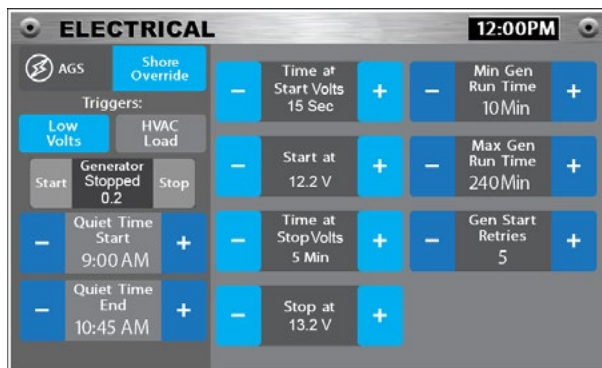 ELECTRICAL
12:00PM
AGS
Shore
Override
Triggers:
Low
Volts
HVAC
Load
Start
Generator
Stopped
0.2
Stop
− Quiet Time +
Start
9:00 AM
− Quiet Time +
End
10:45 AM
− Time at +
Start Volts
15 Sec
− Start at +
12.2 V
− Time at +
Stop Volts
5 Min
− Stop at +
13.2 V
− Min Gen +
Run Time
10Min
− Max Gen +
Run Time
240Min
− Gen Start +
Retries
5